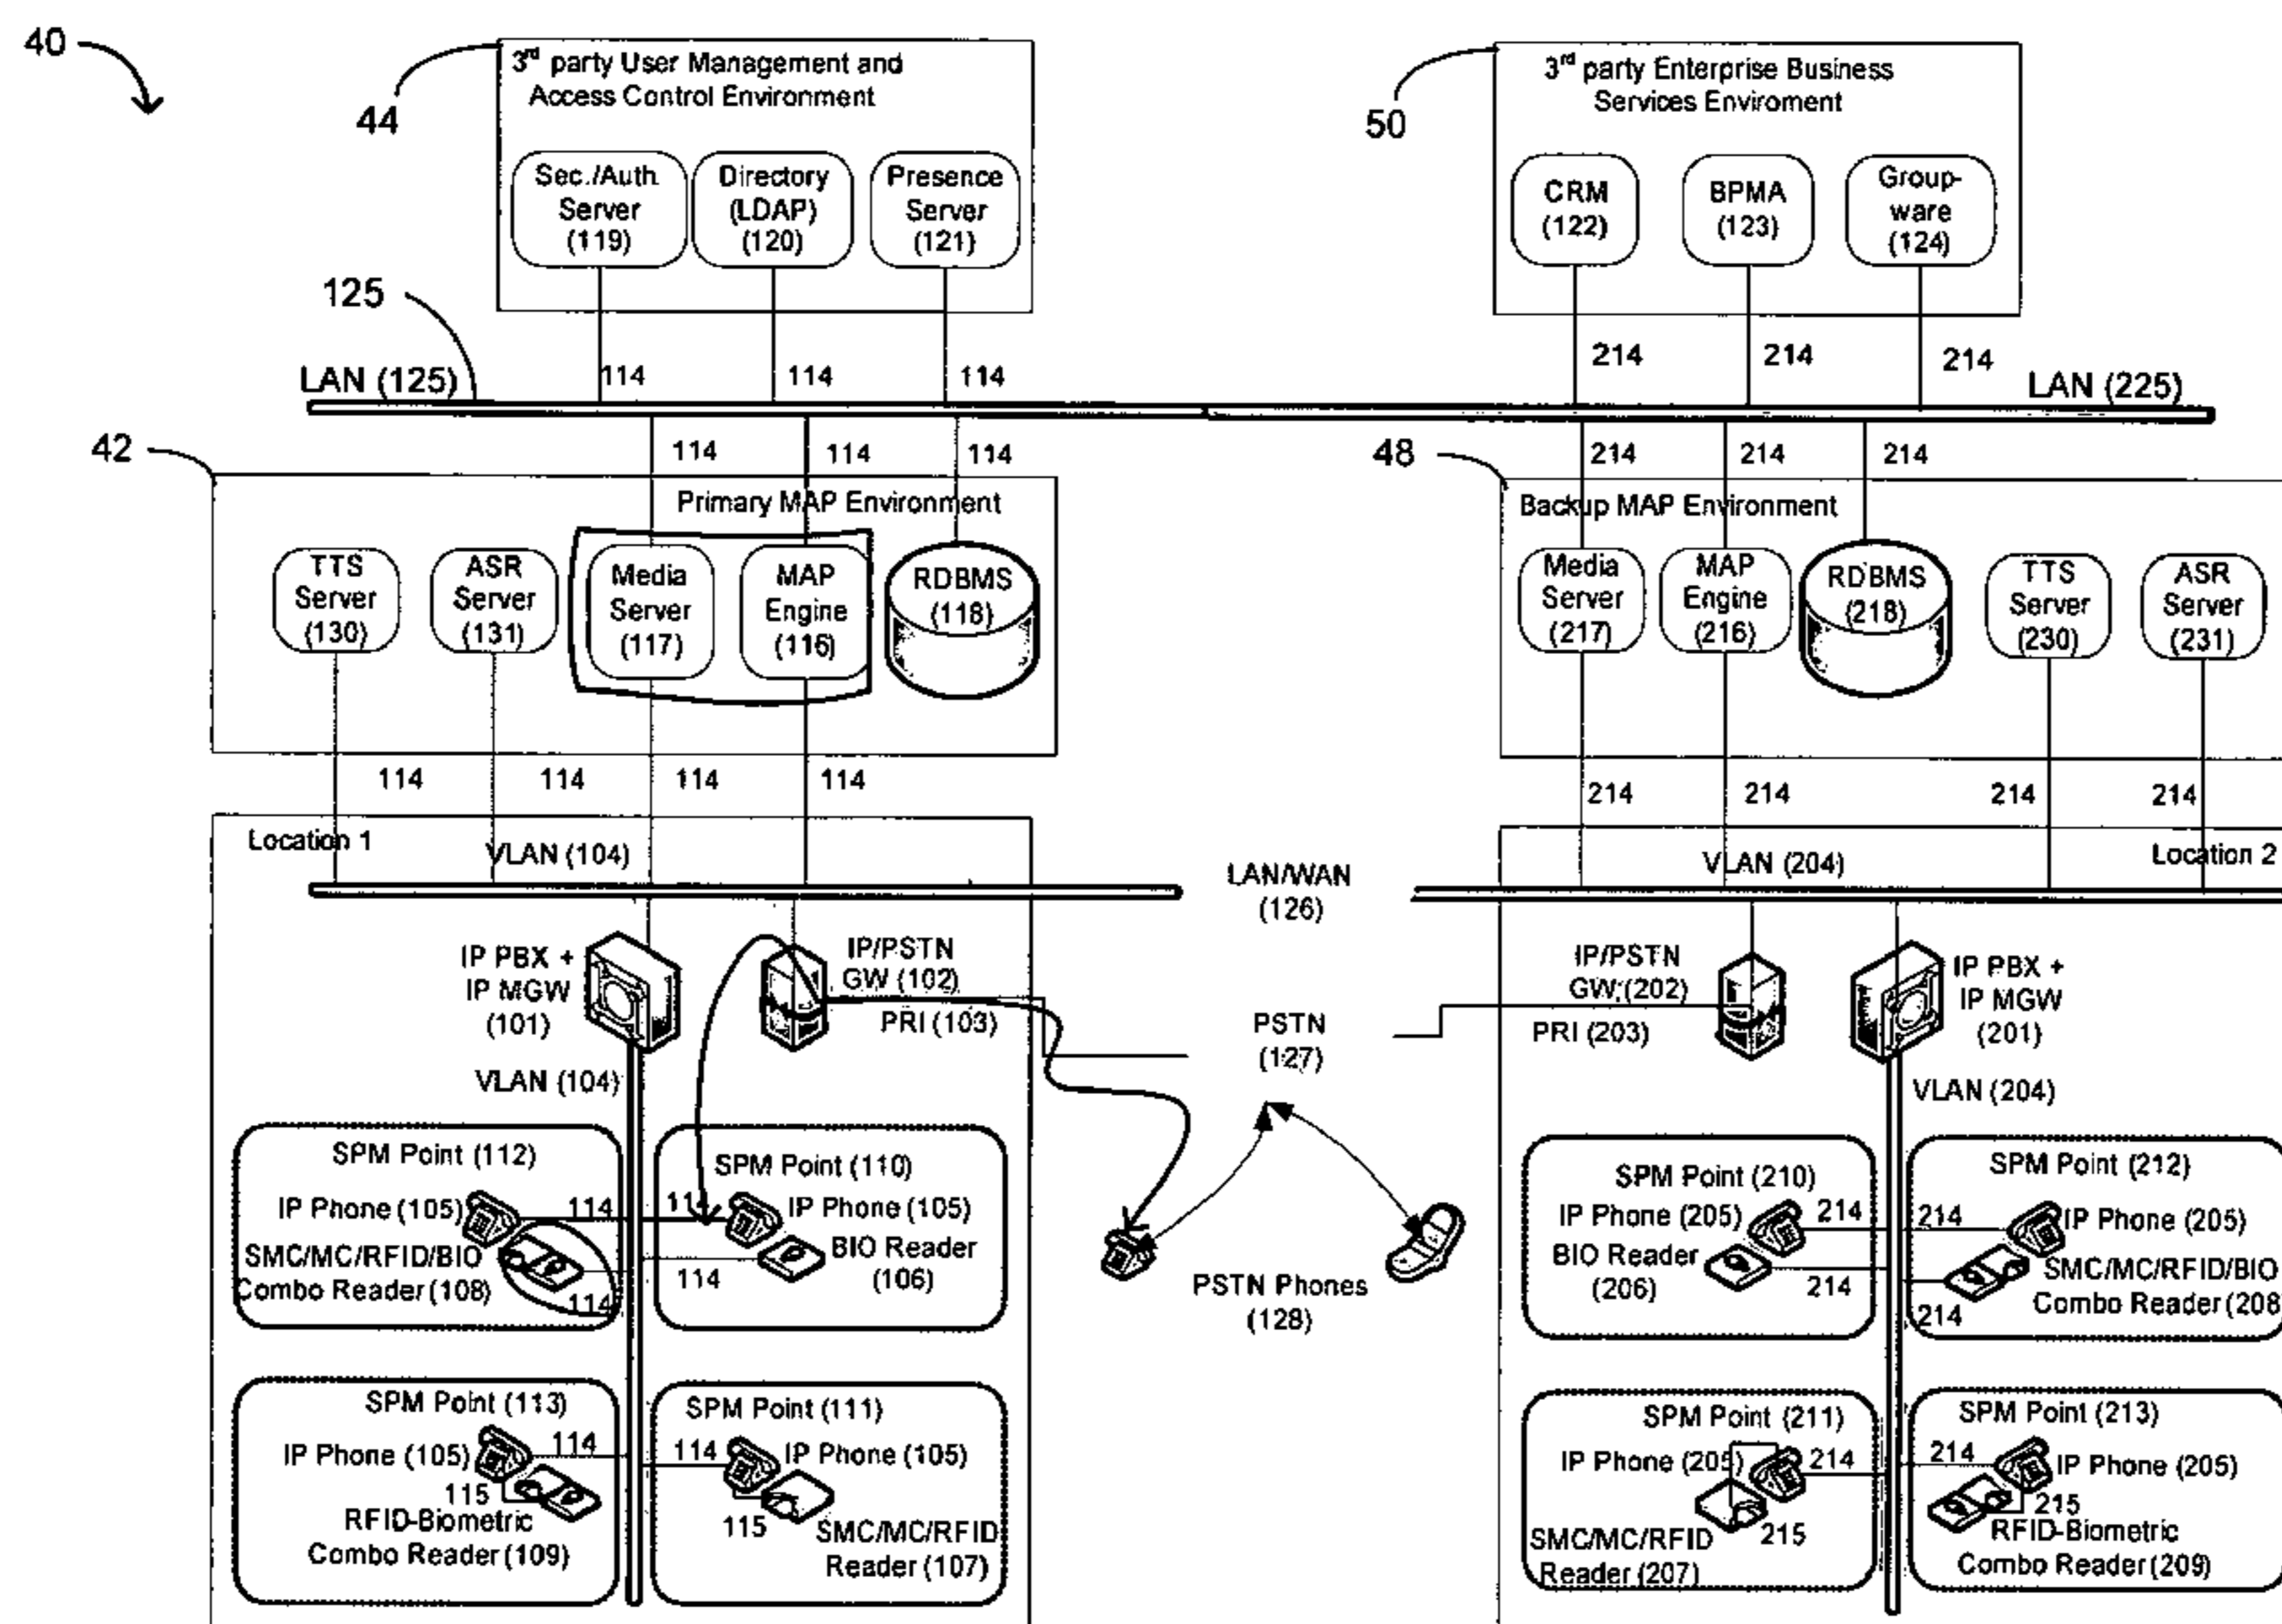 40
44
3rd party User Management and
Access Control Environment
Sec./Auth.
Server
(119)
Directory
(LDAP)
(120)
Presence
Server
(121)
50
3rd party Enterprise Business
Services Enviroment
CRM
(122)
BPMA
(123)
Group-
ware
(124)
125
LAN (125)
114
114
114
214
214
214
LAN (225)
42
114
114
114
48
214
214
214
Primary MAP Environment
TTS
Server
(130)
ASR
Server
(131)
Media
Server
(117)
MAP
Engine
(116)
RDBMS
(118)
Backup MAP Environment
Media
Server
(217)
MAP
Engine
(216)
RDBMS
(218)
TTS
Server
(230)
ASR
Server
(231)
114
114
114
114
214
214
214
214
Location 1
VLAN (104)
LAN/WAN
(126)
VLAN (204)
Location 2
IP PBX +
IP MGW
(101)
IP/PSTN
GW (102)
PRI (103)
PSTN
(127)
IP/PSTN
GW (202)
PRI (203)
IP PBX +
IP MGW
(201)
VLAN (104)
VLAN (204)
SPM Point (112)
IP Phone (105)
114
SMC/MC/RFID/BIO
Combo Reader (108)
114
SPM Point (110)
114
IP Phone (105)
BIO Reader
(106)
114
PSTN Phones
(128)
SPM Point (210)
IP Phone (205)
214
BIO Reader
(206)
214
SPM Point (212)
214
IP Phone (205)
SMC/MC/RFID/BIO
Combo Reader (208
214
SPM Point (113)
IP Phone (105)
114
115
RFID-Biometric
Combo Reader (109)
SPM Point (111)
114
IP Phone (105)
115
SMC/MC/RFID
Reader (107)
SPM Point (211)
IP Phone (205)
214
SMC/MC/RFID
Reader (207)
215
SPM Point (213)
214
IP Phone (205)
215
RFID-Biometric
Combo Reader (209)